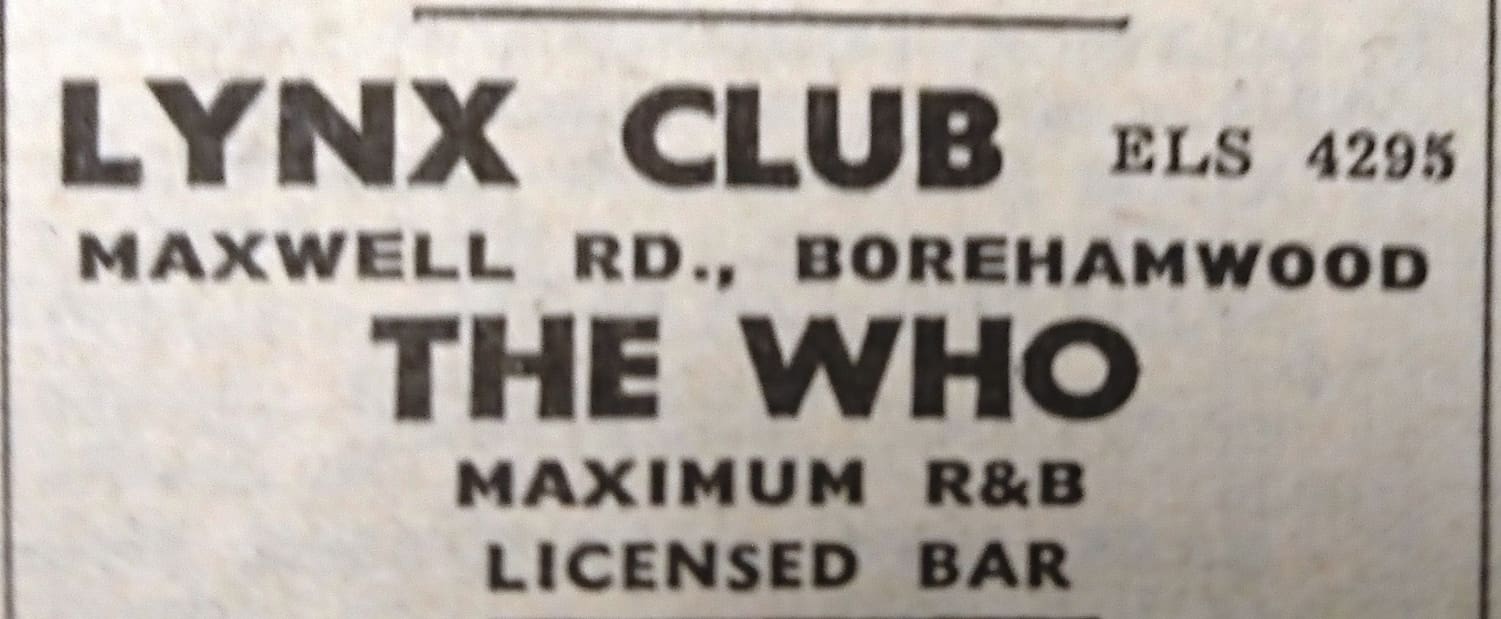 LYNX CLUB ELS 4295
MAXWELL RD., BOREHAMWOOD
THE WHO
MAXIMUM R&B
LICENSED BAR